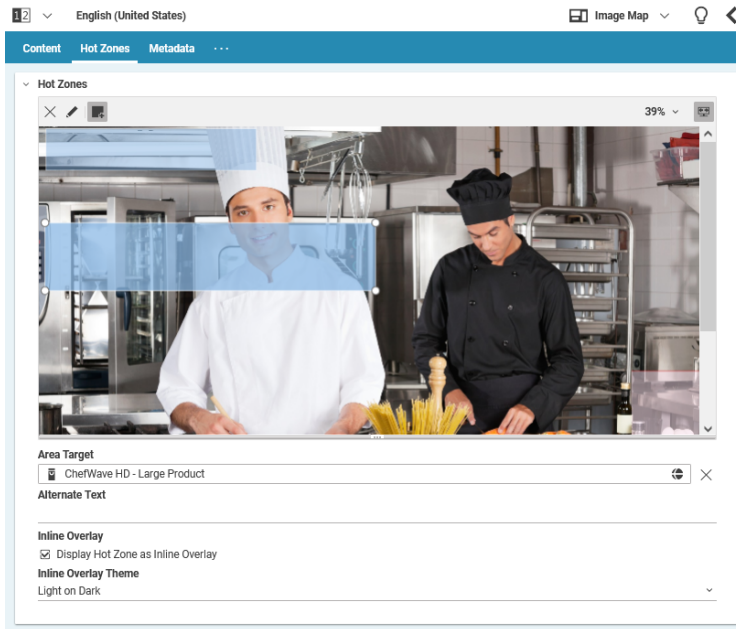 12 English (United States) Image Map
Content Hot Zones Metadata ...
Hot Zones
39%
Area Target
ChefWave HD - Large Product
Alternate Text
Inline Overlay
Display Hot Zone as Inline Overlay
Inline Overlay Theme
Light on Dark